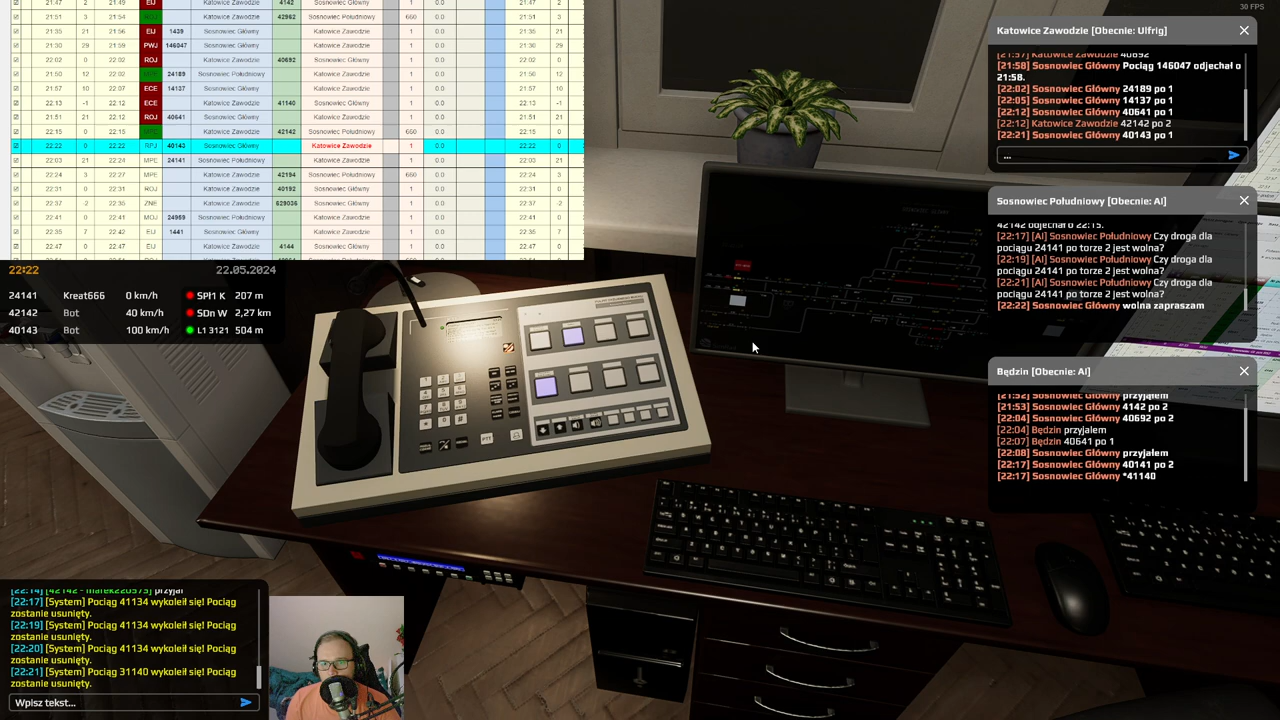 30 FPS
21:47 2 21:49 EIJ Katowice Zawodzie 4142 Sosnowiec Główny 1 0.0 21:47 2
21:54 21:54 Katowice Zawodzie 42962 Sosnowiec Południowy 660 0.0 21:51 3
21:35 21 21:56 EIJ 1439 Sosnowiec Główny Katowice Zawodzie 1 0.0 21:35 21
21:30 29 21:59 PWJ 146047 Sosnowiec Główny Katowice Zawodzie 1 0.0 21:30 29
22:02 0 22:02 ROJ Katowice Zawodzie 40692 Sosnowiec Główny 1 0.0 22:02 0
21:50 12 22:02 24189 Sosnowiec Południowy Katowice Zawodzie 1 0.0 21:56 12
21:57 10 22:07 ECE 14137 Sosnowiec Główny Katowice Zawodzie 1 0.0 21:57 10
22:13 -1 22:12 ECE Katowice Zawodzie 41140 Sosnowiec Główny 1 0.0 22:13 -1
21:51 21 22:12 ROJ 40641 Sosnowiec Główny Katowice Zawodzie 1 0.0 21:51 21
22:15 0 22:15 Katowice Zawodzie 42142 Sosnowiec Południowy 660 0.0 22:15 0
22:22 0 22:22 RPJ 40143 Sosnowiec Główny Katowice Zawodzie 1 0.0 22:22 0
22:03 21 22:24 MPE 24141 Sosnowiec Południowy Katowice Zawodzie 1 0.0 22:03 21
22:24 3 22:27 MPE Katowice Zawodzie 42194 Sosnowiec Południowy 660 0.0 22:24 3
22:31 0 22:31 ROJ Katowice Zawodzie 40192 Sosnowiec Główny 1 0.0 22:31 0
22:37 -2 22:35 ZNE Katowice Zawodzie 629036 Sosnowiec Główny 1 0.0 22:37 -2
22:41 0 22:41 MOJ 24959 Sosnowiec Południowy Katowice Zawodzie 1 0.0 22:41 0
22:35 7 22:42 EIJ 1441 Sosnowiec Główny Katowice Zawodzie 1 0.0 22:35 7
22:47 0 22:47 EIJ Katowice Zawodzie 4144 Sosnowiec Główny 1 0.0 22:47 0
22:22 22.05.2024
24141 Kreat666 0 km/h SPł1 K 207 m
42142 Bot 40 km/h SDn W 2,27 km
40143 Bot 100 km/h L1 3121 504 m
Katowice Zawodzie [Obecnie: Ulfrig]
[21:57] Katowice Zawodzie 40692
[21:58] Sosnowiec Główny Pociąg 146047 odjechał o
21:58.
[22:02] Sosnowiec Główny 24189 po 1
[22:05] Sosnowiec Główny 14137 po 1
[22:12] Sosnowiec Główny 40641 po 1
[22:12] Katowice Zawodzie 42142 po 2
[22:21] Sosnowiec Główny 40143 po 1
...
Sosnowiec Południowy [Obecnie: AI]
42142 odjechał o 22:15.
[22:17] [AI] Sosnowiec Południowy Czy droga dla
pociągu 24141 po torze 2 jest wolna?
[22:19] [AI] Sosnowiec Południowy Czy droga dla
pociągu 24141 po torze 2 jest wolna?
[22:21] [AI] Sosnowiec Południowy Czy droga dla
pociągu 24141 po torze 2 jest wolna?
[22:22] Sosnowiec Główny wolna zapraszam
Będzin [Obecnie: AI]
[21:52] Sosnowiec Główny przyjąłem
[21:53] Sosnowiec Główny 4142 po 2
[22:04] Sosnowiec Główny 40692 po 2
[22:04] Będzin przyjąłem
[22:07] Będzin 40641 po 1
[22:08] Sosnowiec Główny przyjąłem
[22:17] Sosnowiec Główny 40141 po 2
[22:17] Sosnowiec Główny *41140
[22:17] [System] Pociąg 41134 wykoleił się! Pociąg
zostanie usunięty.
[22:19] [System] Pociąg 41134 wykoleił się! Pociąg
zostanie usunięty.
[22:20] [System] Pociąg 41134 wykoleił się! Pociąg
zostanie usunięty.
[22:21] [System] Pociąg 31140 wykoleił się! Pociąg
zostanie usunięty.
Wpisz tekst...
PTT